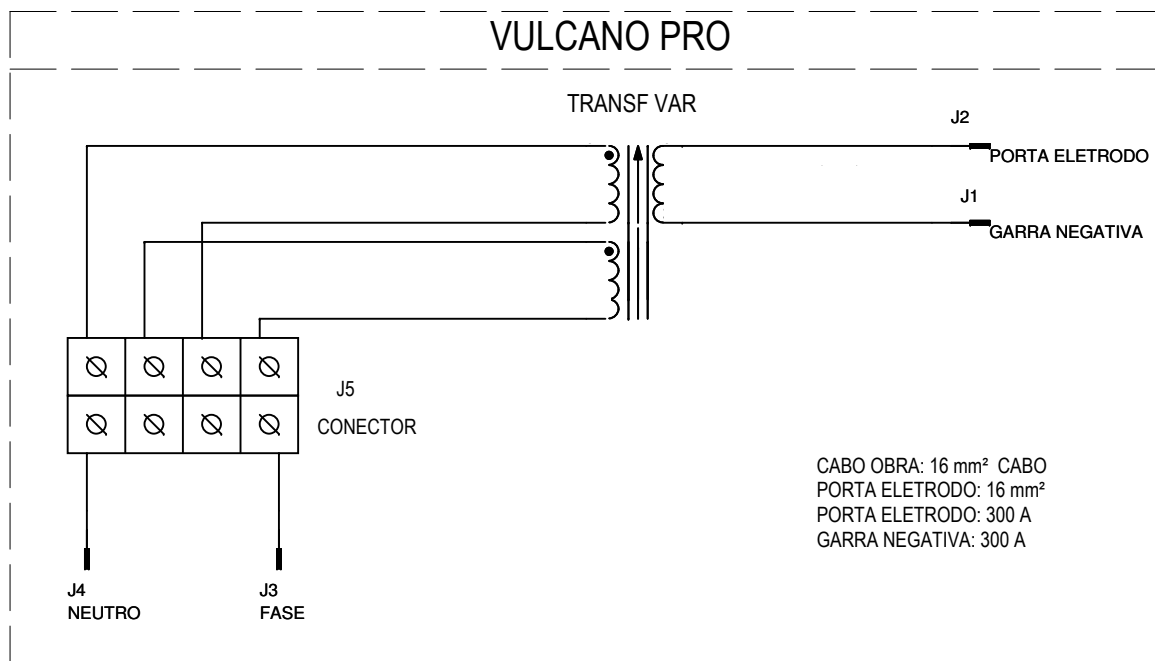 VULCANO PRO
TRANSF VAR
J2
PORTA ELETRODO
J1
GARRA NEGATIVA
J5
CONECTOR
CABO OBRA: 16 mm² CABO
PORTA ELETRODO: 16 mm²
PORTA ELETRODO: 300 A
GARRA NEGATIVA: 300 A
J4
NEUTRO
J3
FASE